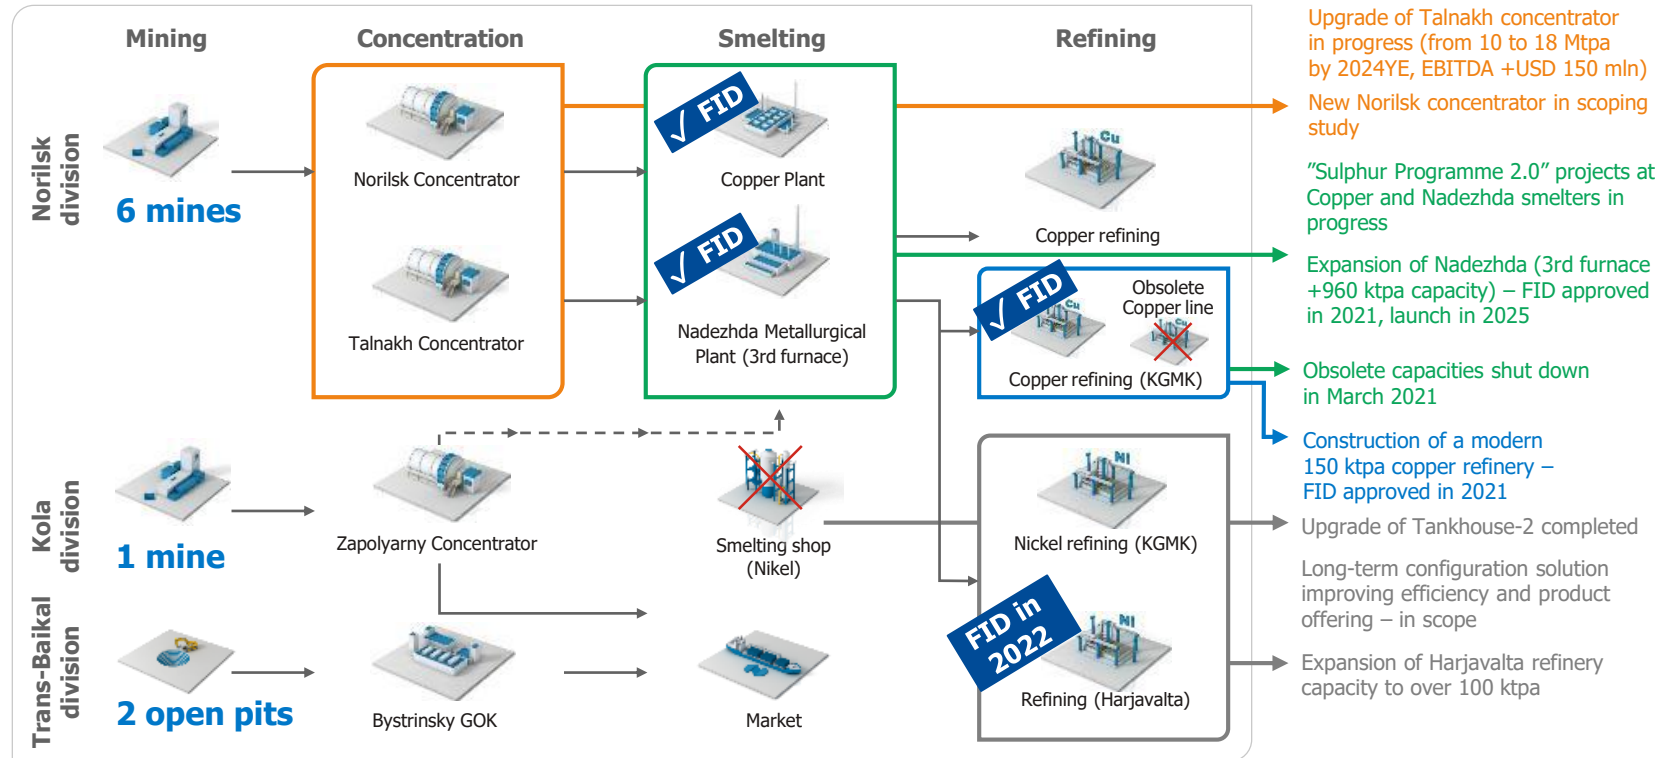 Mining
Concentration
Smelting
Refining
Norilsk
division
6 mines
Norilsk Concentrator
Talnakh Concentrator
√ FID
Copper Plant
√ FID
Nadezhda Metallurgical
Plant (3rd furnace)
Cu
Copper refining
√ FID
Cu
Obsolete
Copper line
Cu
Copper refining (KGMK)
Kola
division
1 mine
Zapolyarny Concentrator
Smelting shop
(Nikel)
NI
Nickel refining (KGMK)
FID in
2022
NI
Refining (Harjavalta)
Trans-Baikal
division
2 open pits
Bystrinsky GOK
Market
Upgrade of Talnakh concentrator
in progress (from 10 to 18 Mtpa
by 2024YE, EBITDA +USD 150 mln)
New Norilsk concentrator in scoping
study
”Sulphur Programme 2.0” projects at
Copper and Nadezhda smelters in
progress
Expansion of Nadezhda (3rd furnace
+960 ktpa capacity) – FID approved
in 2021, launch in 2025
Obsolete capacities shut down
in March 2021
Construction of a modern
150 ktpa copper refinery –
FID approved in 2021
Upgrade of Tankhouse-2 completed
Long-term configuration solution
improving efficiency and product
offering – in scope
Expansion of Harjavalta refinery
capacity to over 100 ktpa